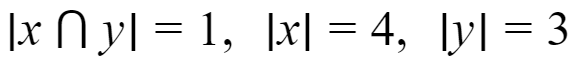 |x ⋂ y| = 1, |x| = 4, |y| = 3